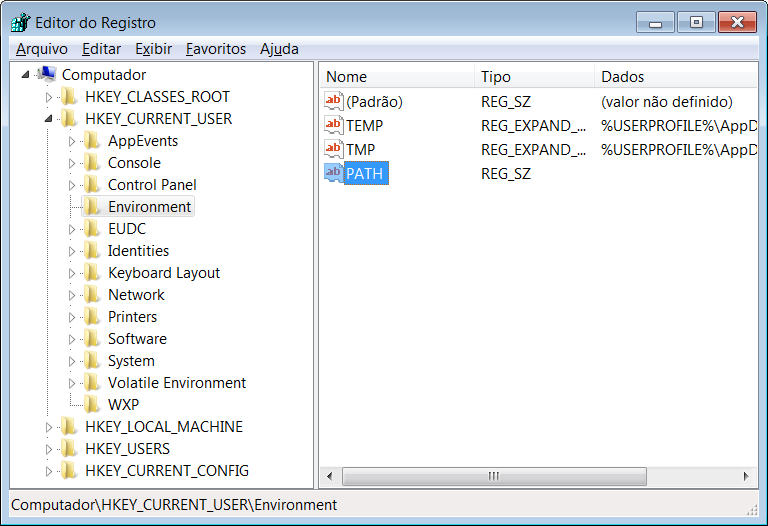 Editor do Registro
Arquivo Editar Exibir Favoritos Ajuda
Computador
HKEY_CLASSES_ROOT
HKEY_CURRENT_USER
AppEvents
Console
Control Panel
Environment
EUDC
Identities
Keyboard Layout
Network
Printers
Software
System
Volatile Environment
WXP
HKEY_LOCAL_MACHINE
HKEY_USERS
HKEY_CURRENT_CONFIG
Nome Tipo Dados
(Padrão) REG_SZ (valor não definido)
TEMP REG_EXPAND_... %USERPROFILE%\AppD
TMP REG_EXPAND_... %USERPROFILE%\AppD
PATH REG_SZ
Computador\HKEY_CURRENT_USER\Environment